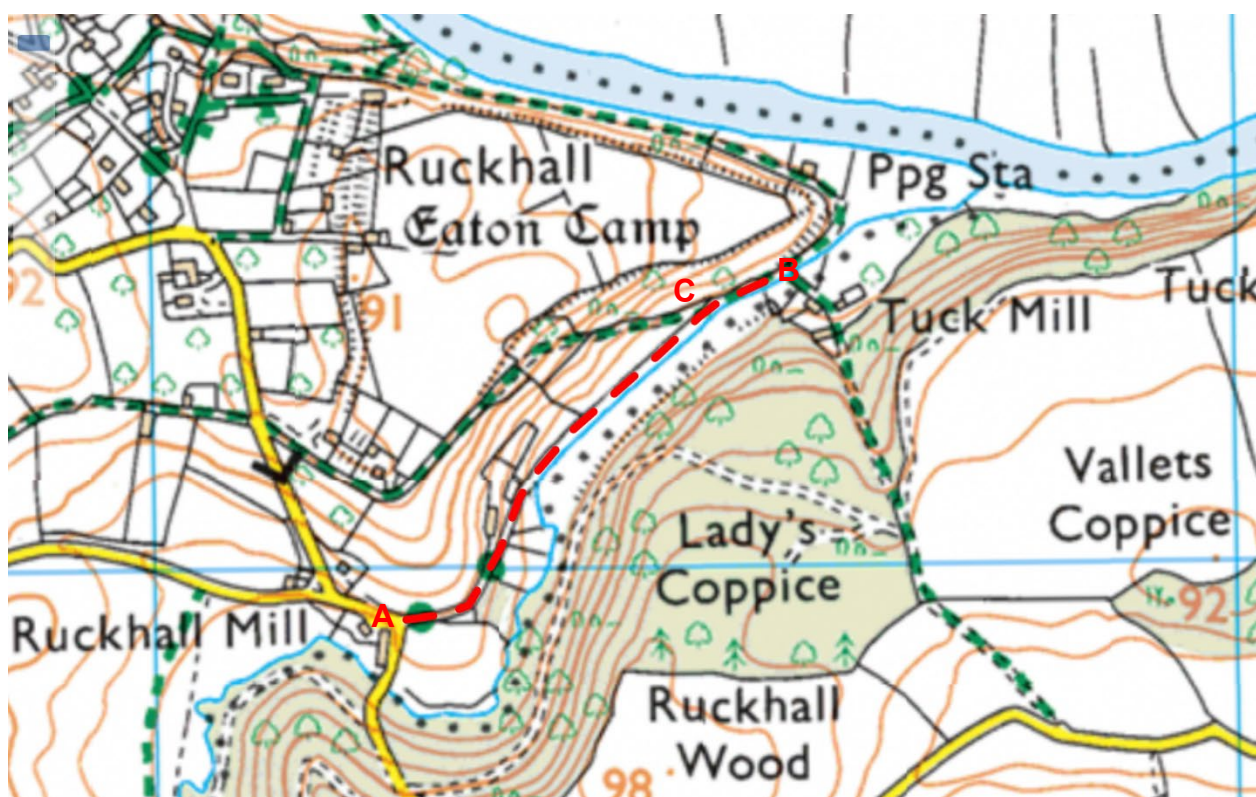 Ruckhall
Eaton Camp
Ppg Sta
92
91
C
B
Tuck Mill
Tuck
Vallets
Coppice
Lady's
Coppice
A
92
Ruckhall Mill
Ruckhall
Wood
98